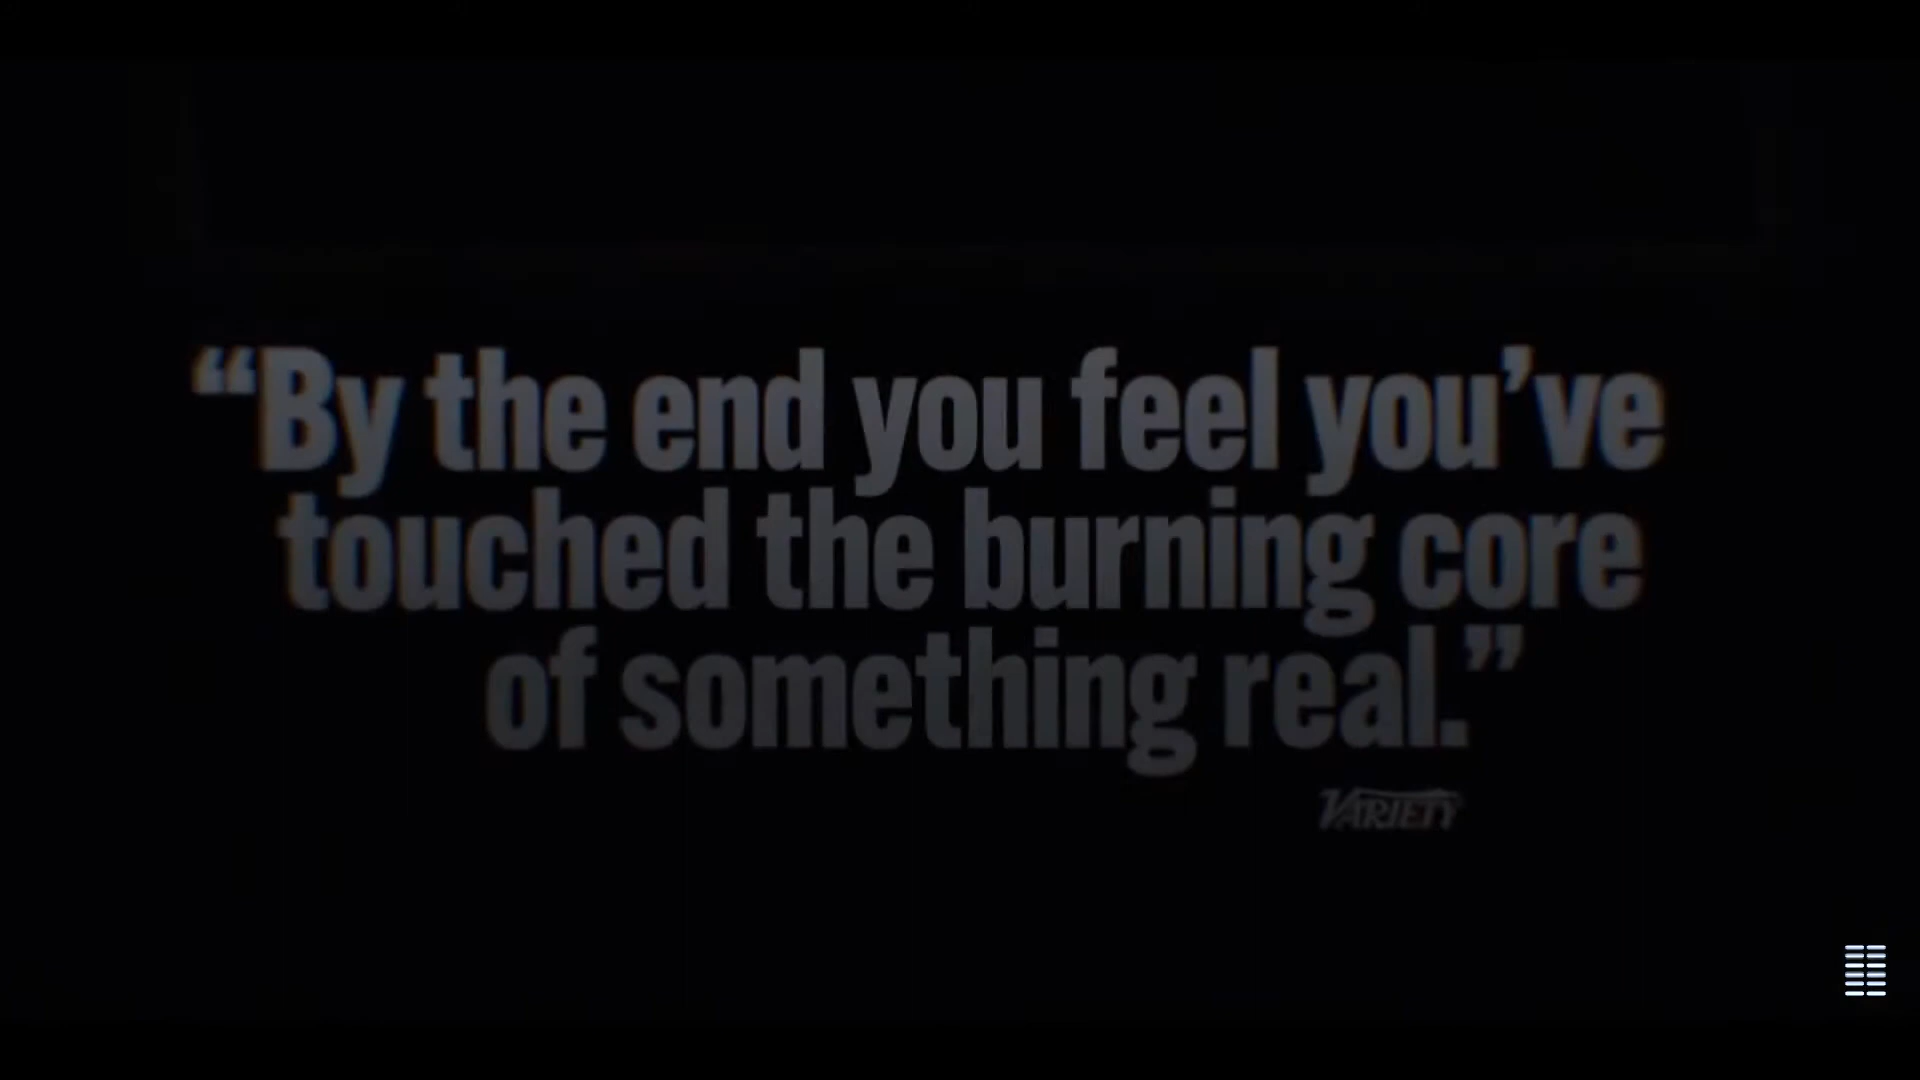 “By the end you feel you’ve
touched the burning core
of something real.”
VARIETY